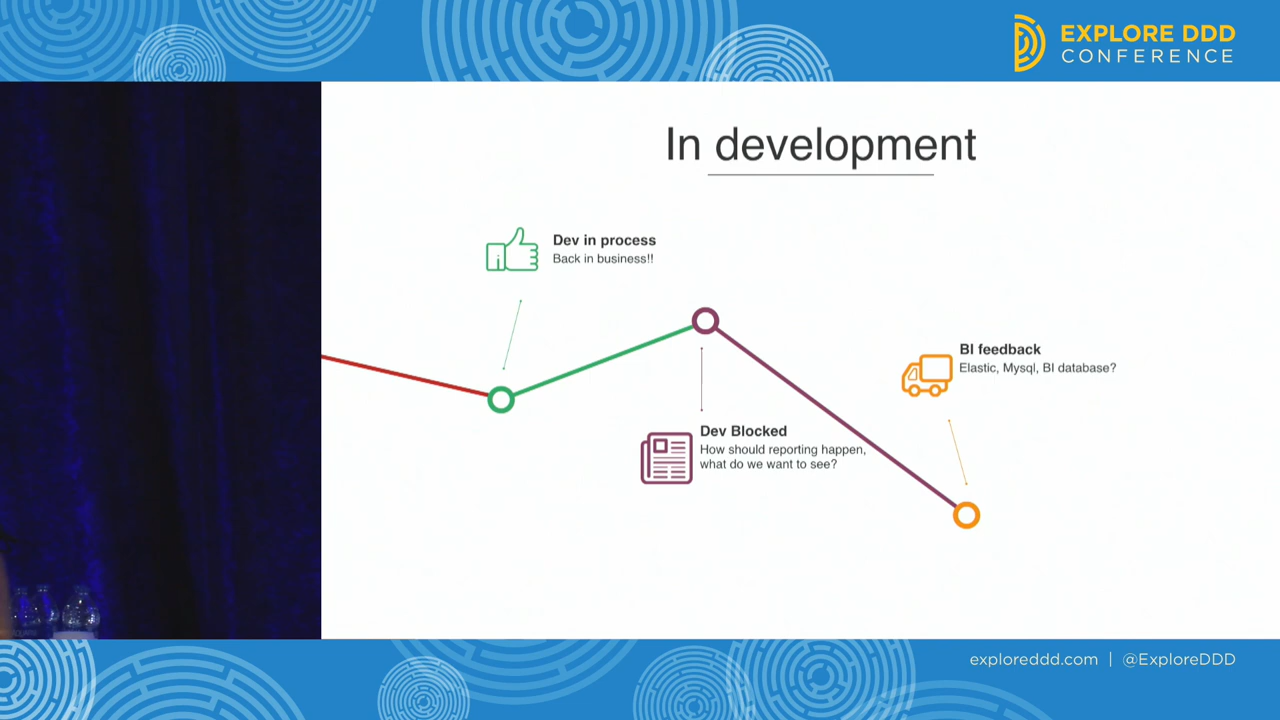 EXPLORE DDD
CONFERENCE
In development
Dev in process
Back in business!!
BI feedback
Elastic, Mysql, BI database?
Dev Blocked
How should reporting happen,
what do we want to see?
exploreddd.com | @ExploreDDD